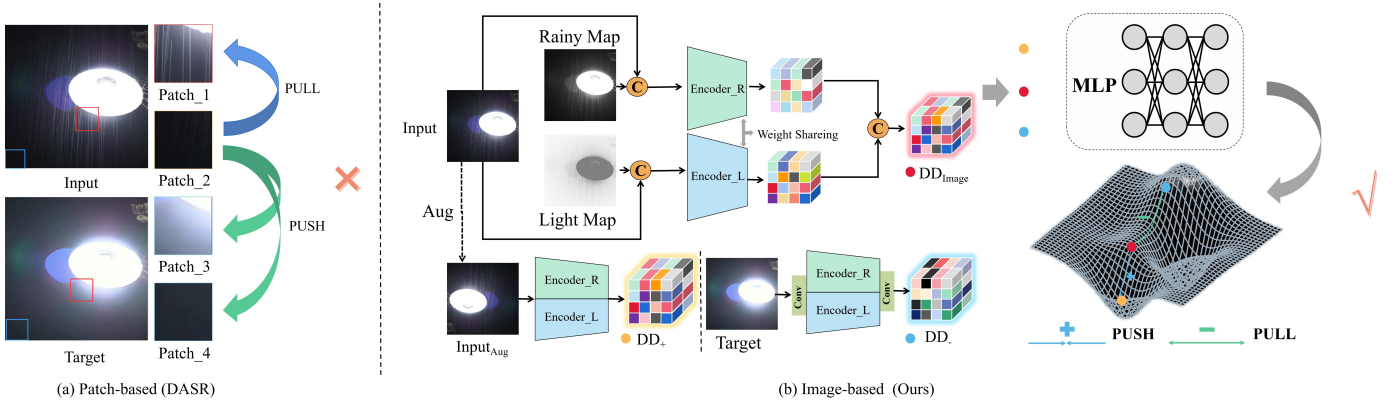 Patch_1
PULL
Patch_2
Input
PUSH
Patch_3
Patch_4
Target
(a) Patch-based (DASR)
Rainy Map
C
Encoder_R
Input
Weight Shareing
C
C
Encoder_L
DD_Image
Light Map
Aug
Input_Aug
Encoder_R
Encoder_L
DD_+
Target
Conv
Encoder_R
Encoder_L
Conv
DD_-
MLP
−
+
+
PUSH
−
PULL
(b) Image-based (Ours)